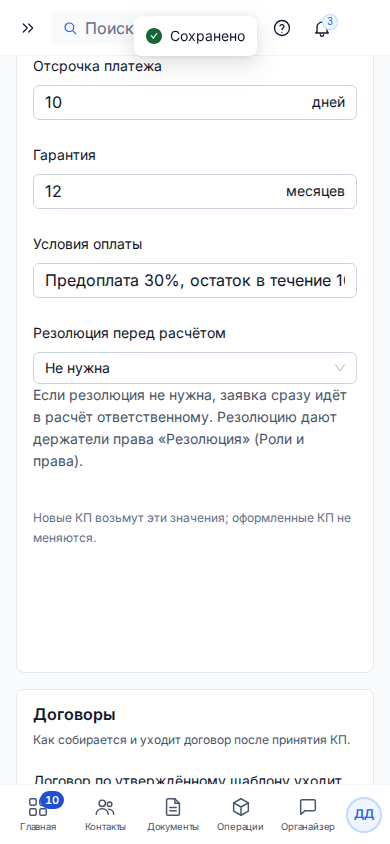 Поиск
Сохранено
3
Отсрочка платежа
10 дней
Гарантия
12 месяцев
Условия оплаты
Предоплата 30%, остаток в течение
Резолюция перед расчётом
Не нужна
Если резолюция не нужна, заявка сразу идёт
в расчёт ответственному. Резолюцию дают
держатели права «Резолюция» (Роли и
права).
Новые КП возьмут эти значения; оформленные КП не
меняются.
Договоры
Как собирается и уходит договор после принятия КП.
Договор по утверждённому шаблону уходит
10
Главная
Контакты
Документы
Операции
Органайзер
ДД